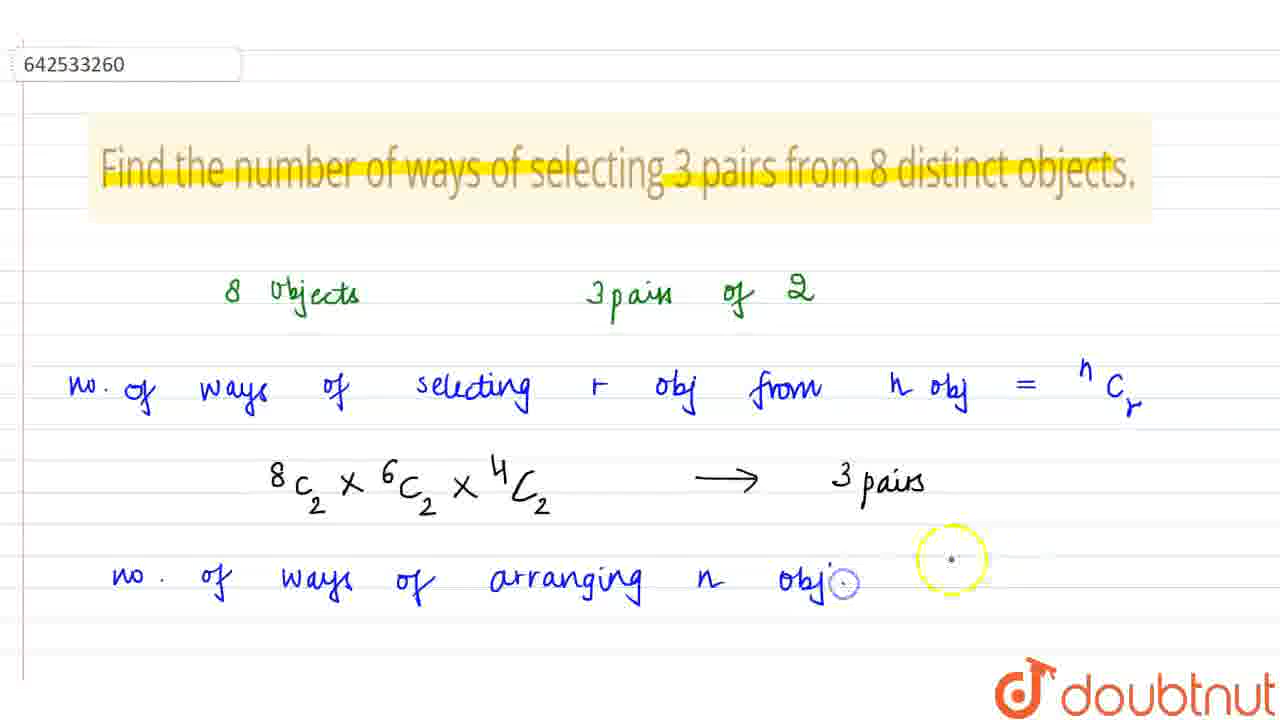 642533260
Find the number of ways of selecting 3 pairs from 8 distinct objects.
8 objects 3 pairs of 2
no. of ways of selecting r obj from n obj = ⁿCᵣ
⁸C₂ × ⁶C₂ × ⁴C₂ → 3 pairs
no. of ways of arranging n obj
doubtnut